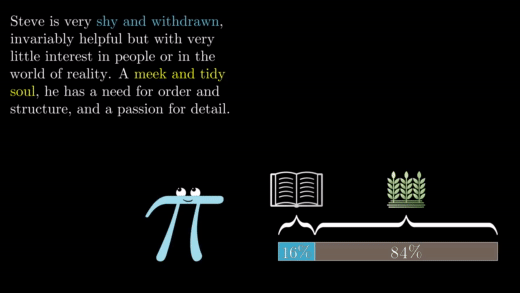 Steve is very shy and withdrawn,
invariably helpful but with very
little interest in people or in the
world of reality. A meek and tidy
soul, he has a need for order and
structure, and a passion for detail.
16%
84%